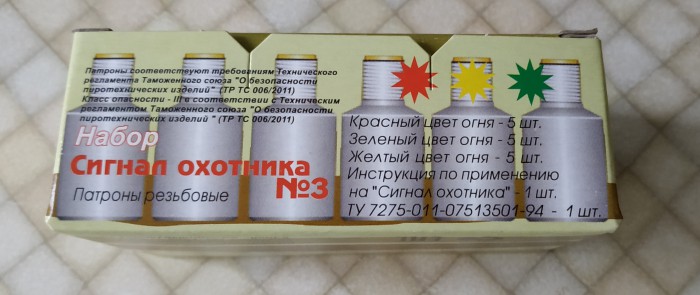 Патроны соответствуют требованиям Технического
регламента Таможенного союза "О безопасности
пиротехнических изделий" (ТР ТС 006/2011)
Класс опасности - III в соответствии с Техническим
регламентом Таможенного союза "О безопасности
пиротехнических изделий " (ТР ТС 006/2011)
Набор
Сигнал охотника
№3
Патроны резьбовые
Красный цвет огня - 5 шт.
Зеленый цвет огня - 5 шт.
Желтый цвет огня - 5 шт.
Инструкция по применению
на "Сигнал охотника" - 1 шт.
ТУ 7275-011-07513501-94 - 1 шт.